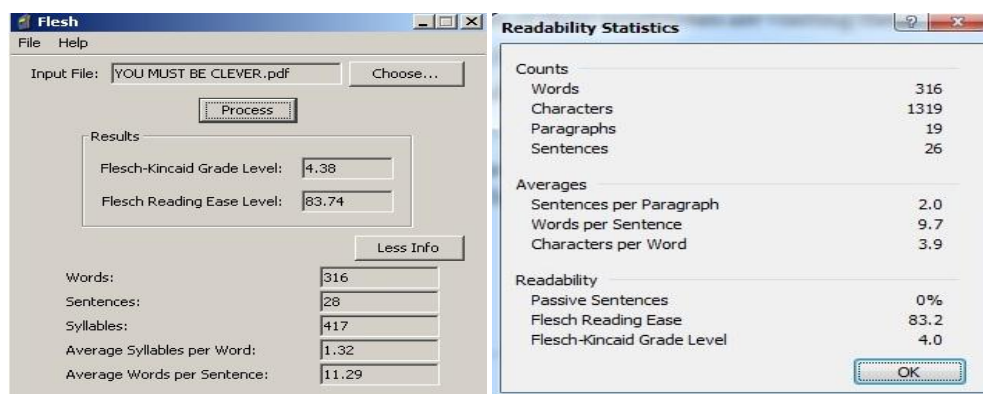 Flesh
File Help
Input File: YOU MUST BE CLEVER.pdf Choose...
Process
Results
Flesch-Kincaid Grade Level: 4.38
Flesch Reading Ease Level: 83.74
Less Info
Words: 316
Sentences: 28
Syllables: 417
Average Syllables per Word: 1.32
Average Words per Sentence: 11.29
Readability Statistics
Counts
Words 316
Characters 1319
Paragraphs 19
Sentences 26
Averages
Sentences per Paragraph 2.0
Words per Sentence 9.7
Characters per Word 3.9
Readability
Passive Sentences 0%
Flesch Reading Ease 83.2
Flesch-Kincaid Grade Level 4.0
OK